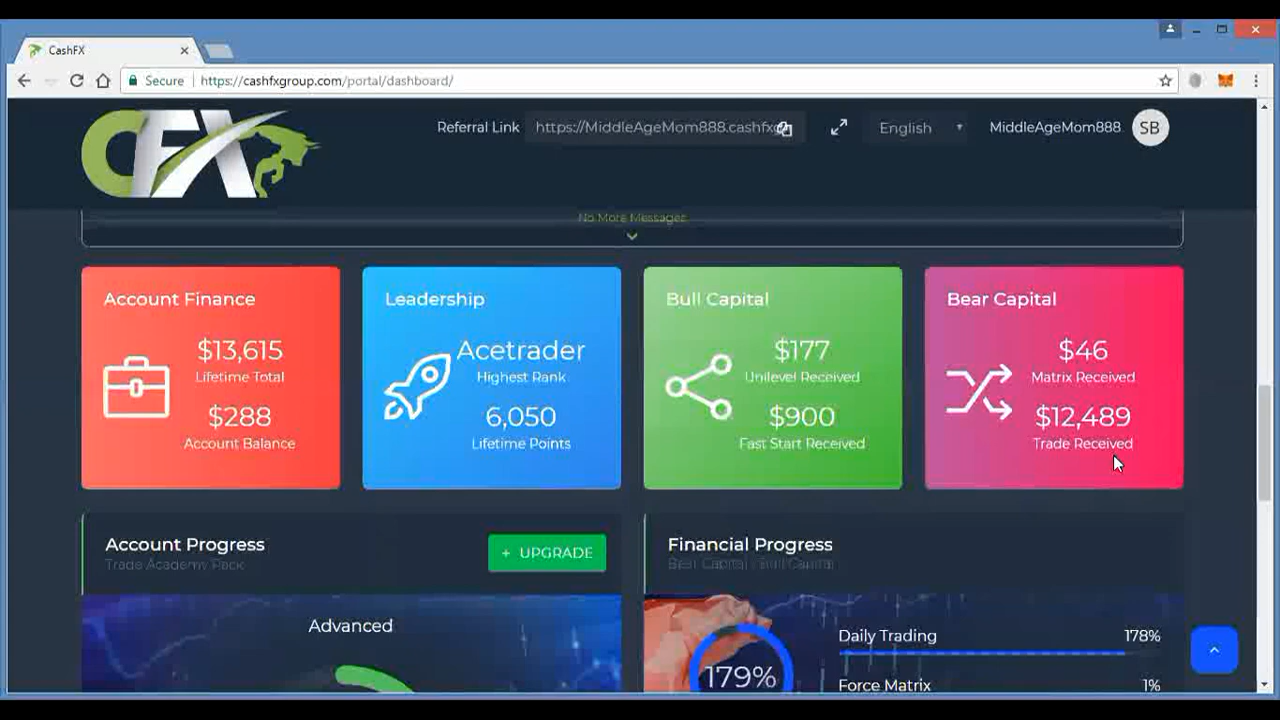 CashFX
Secure
https://cashfxgroup.com/portal/dashboard/
CFX
Referral Link
https://MiddleAgeMom888.cashfxg
English
MiddleAgeMom888
SB
No More Messages
Account Finance
$13,615
Lifetime Total
$288
Account Balance
Leadership
Acetrader
Highest Rank
6,050
Lifetime Points
Bull Capital
$177
Unilevel Received
$900
Fast Start Received
Bear Capital
$46
Matrix Received
$12,489
Trade Received
Account Progress
Trade Academy Pack
+ UPGRADE
Advanced
Financial Progress
Bear Capital - Bull Capital
179%
Daily Trading 178%
Force Matrix 1%